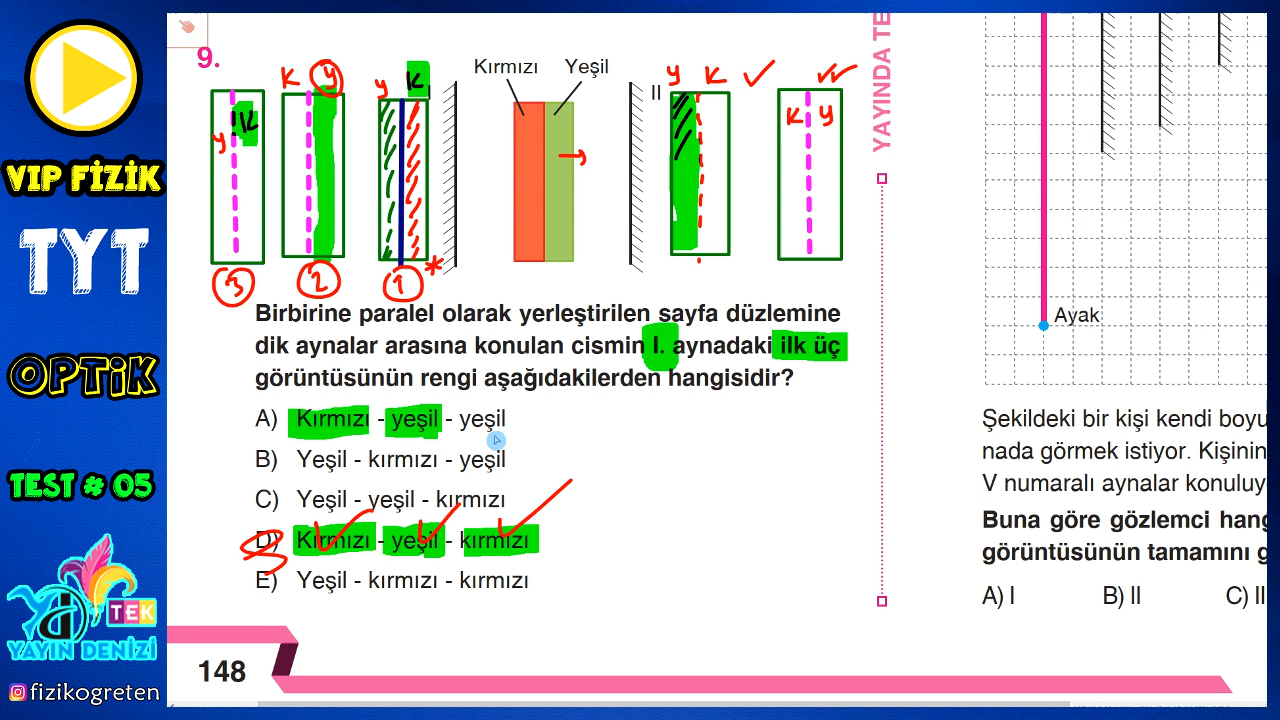 VIP FİZİK
TYT
OPTİK
TEST # 05
TEK
YAYIN DENİZİ
fizikogreten
9.
Kırmızı Yeşil
I II
K y y K y K
y K K y
3 2 1
Birbirine paralel olarak yerleştirilen sayfa düzlemine
dik aynalar arasına konulan cismin I. aynadaki ilk üç
görüntüsünün rengi aşağıdakilerden hangisidir?
A) Kırmızı - yeşil - yeşil
B) Yeşil - kırmızı - yeşil
C) Yeşil - yeşil - kırmızı
D) Kırmızı - yeşil - kırmızı
E) Yeşil - kırmızı - kırmızı
148
YAYINDA TE
Ayak
Şekildeki bir kişi kendi boyu
nada görmek istiyor. Kişinin
V numaralı aynalar konuluy
Buna göre gözlemci hang
görüntüsünün tamamını g
A) I B) II C) II